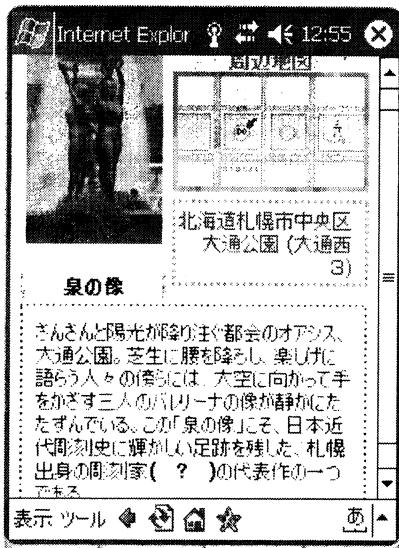 Internet Explor 12:55
周辺地図
北海道札幌市中央区
大通公園 (大通西
3)
泉の像
さんさんと陽光が降り注ぐ都会のオアシス、
大通公園。芝生に腰を降ろし、楽しげに
語らう人々の傍らには、大空に向かって手
をかざす三人のバレリーナの像が静かにた
たずんでいる。この「泉の像」こそ、日本近
代彫刻史に輝かしい足跡を残した、札幌
出身の彫刻家( ? )の代表作の一つ
である
表示 ツール あ